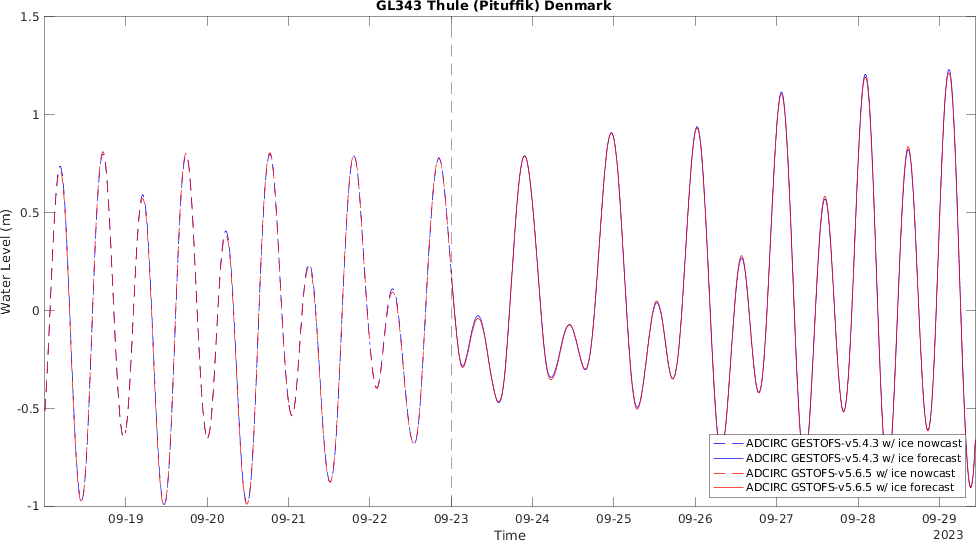 GL343 Thule (Pituffik) Denmark
1.5
1
0.5
0
-0.5
-1
Water Level (m)
09-19
09-20
09-21
09-22
09-23
09-24
09-25
09-26
09-27
09-28
09-29
2023
Time
ADCIRC GESTOFS-v5.4.3 w/ ice nowcast
ADCIRC GESTOFS-v5.4.3 w/ ice forecast
ADCIRC GSTOFS-v5.6.5 w/ ice nowcast
ADCIRC GSTOFS-v5.6.5 w/ ice forecast